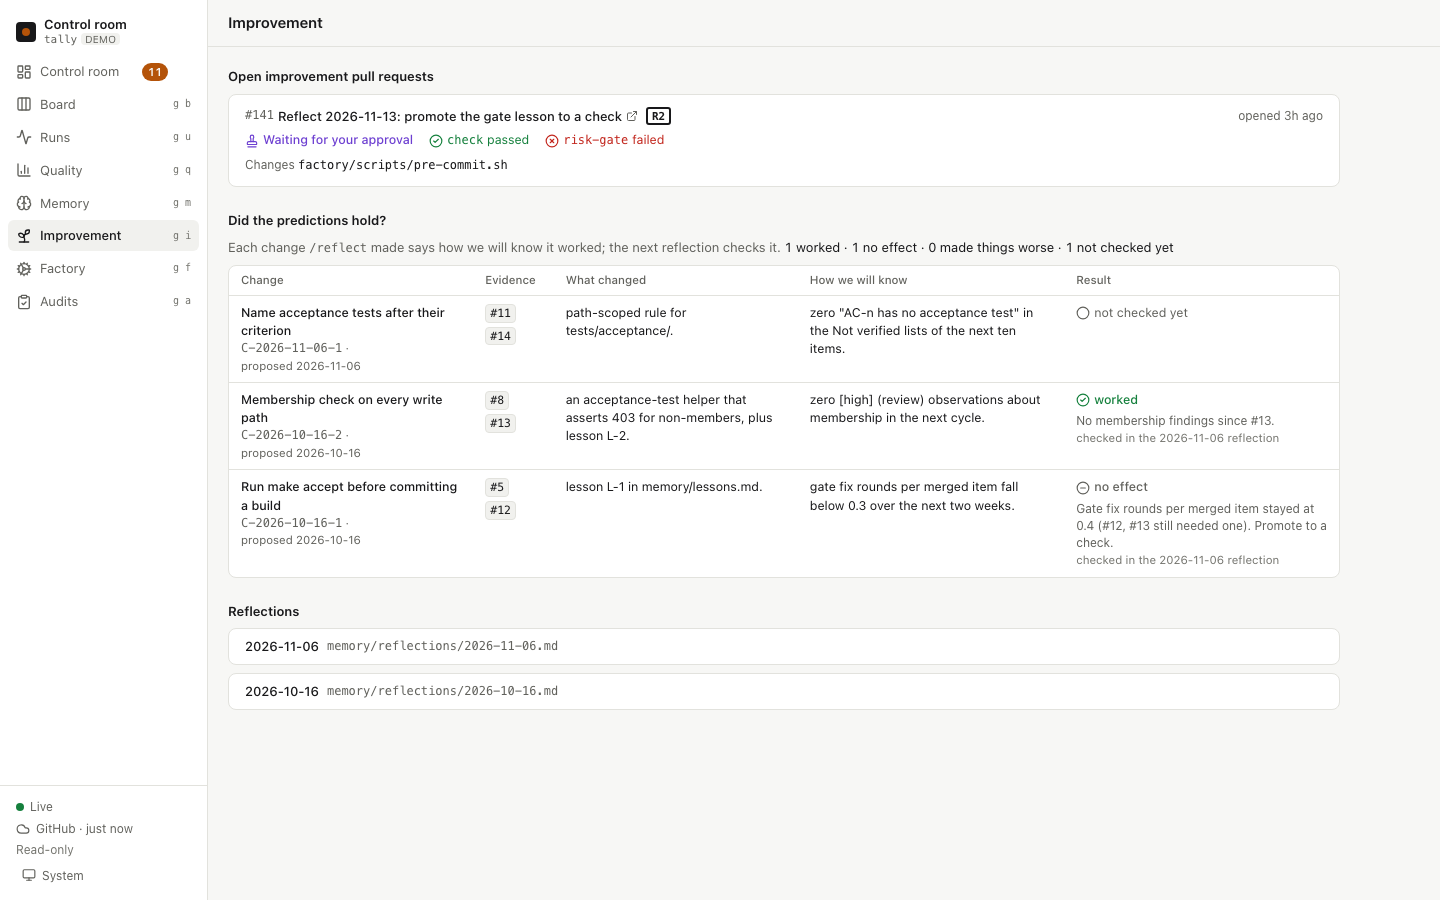 Control room
tally DEMO
Control room 11
Board g b
Runs g u
Quality g q
Memory g m
Improvement g i
Factory g f
Audits g a
Live
GitHub · just now
Read-only
System
Improvement
Open improvement pull requests
#141 Reflect 2026-11-13: promote the gate lesson to a check R2 opened 3h ago
Waiting for your approval check passed risk-gate failed
Changes factory/scripts/pre-commit.sh
Did the predictions hold?
Each change /reflect made says how we will know it worked; the next reflection checks it. 1 worked · 1 no effect · 0 made things worse · 1 not checked yet
Change Evidence What changed How we will know Result
Name acceptance tests after their
criterion
C-2026-11-06-1 ·
proposed 2026-11-06
#11
#14
path-scoped rule for
tests/acceptance/.
zero "AC-n has no acceptance test" in
the Not verified lists of the next ten
items.
not checked yet
Membership check on every write
path
C-2026-10-16-2 ·
proposed 2026-10-16
#8
#13
an acceptance-test helper that
asserts 403 for non-members, plus
lesson L-2.
zero [high] (review) observations about
membership in the next cycle.
worked
No membership findings since #13.
checked in the 2026-11-06 reflection
Run make accept before committing
a build
C-2026-10-16-1 ·
proposed 2026-10-16
#5
#12
lesson L-1 in memory/lessons.md.
gate fix rounds per merged item fall
below 0.3 over the next two weeks.
no effect
Gate fix rounds per merged item stayed at
0.4 (#12, #13 still needed one). Promote to a
check.
checked in the 2026-11-06 reflection
Reflections
2026-11-06 memory/reflections/2026-11-06.md
2026-10-16 memory/reflections/2026-10-16.md